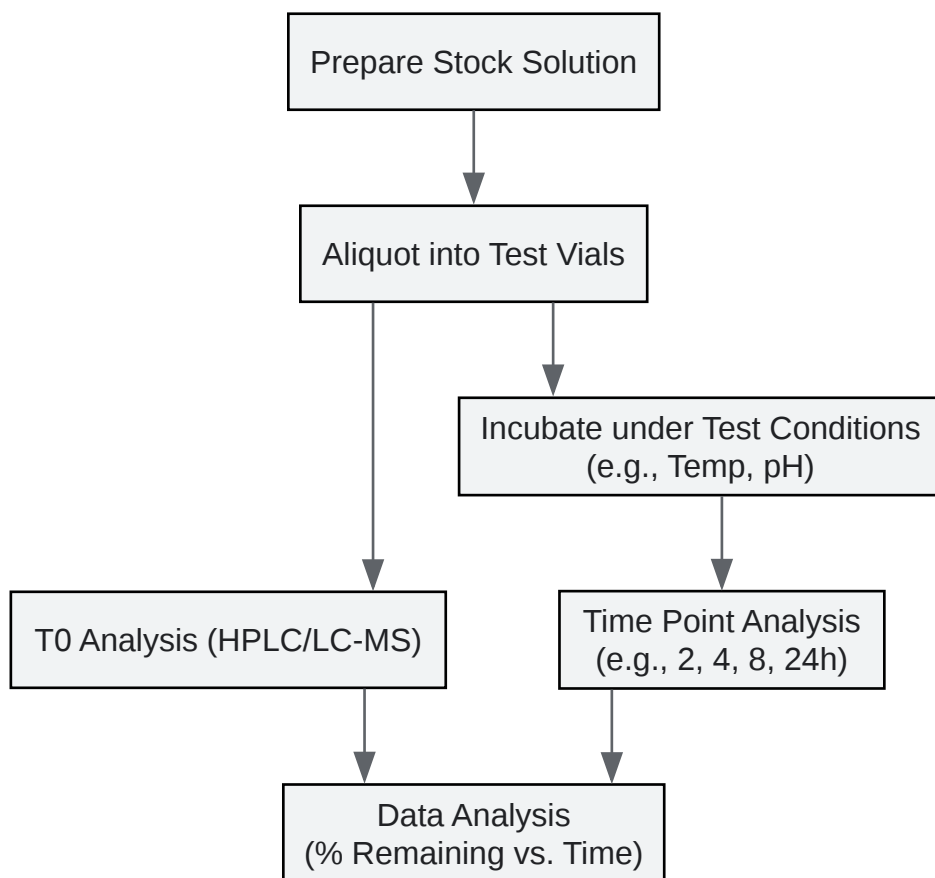 Prepare Stock Solution
Aliquot into Test Vials
Incubate under Test Conditions
(e.g., Temp, pH)
T0 Analysis (HPLC/LC-MS)
Time Point Analysis
(e.g., 2, 4, 8, 24h)
Data Analysis
(% Remaining vs. Time)